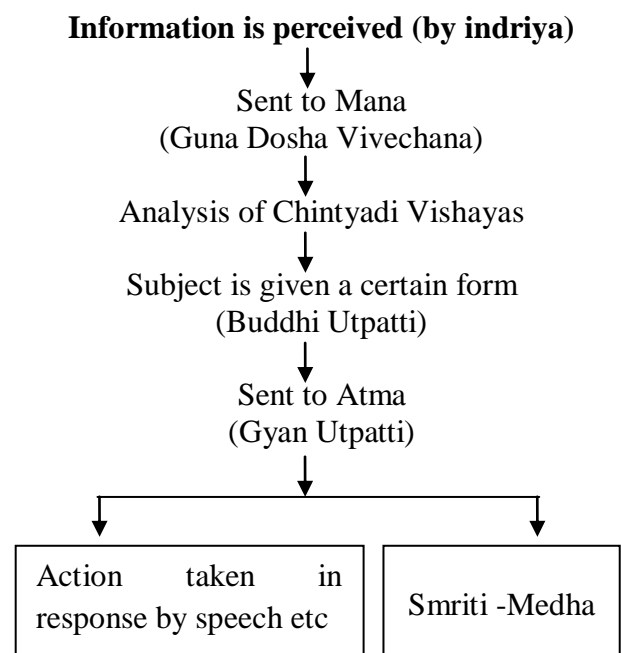 Information is perceived (by indriya)
Sent to Mana
(Guna Dosha Vivechana)
Analysis of Chintyadi Vishayas
Subject is given a certain form
(Buddhi Utpatti)
Sent to Atma
(Gyan Utpatti)
Action taken in
response by speech etc
Smriti -Medha